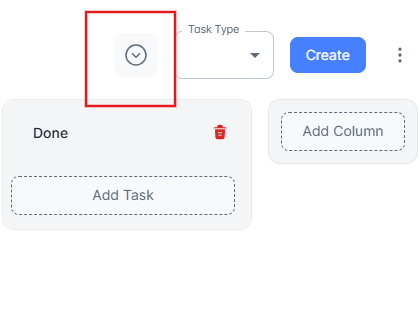 Task Type
Create
Done
Add Column
Add Task